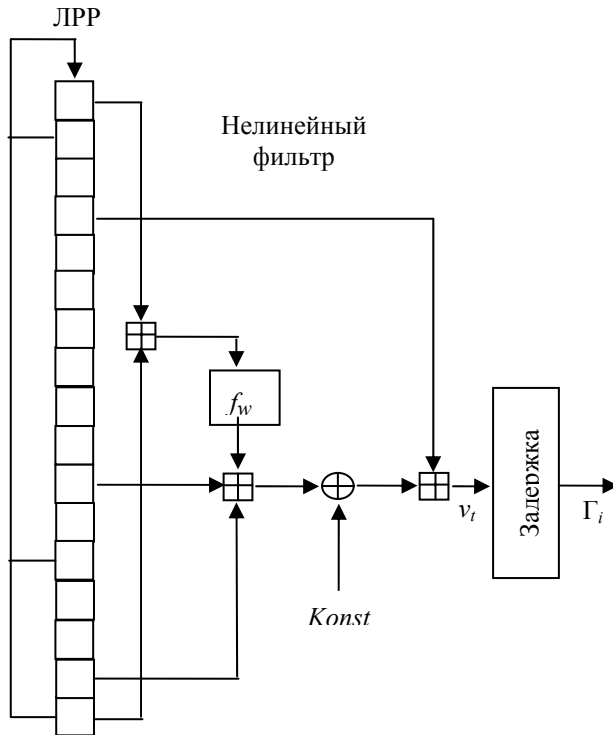 ЛРР
Нелинейный
фильтр
f_w
Задержка
v_t
Γ_i
Konst